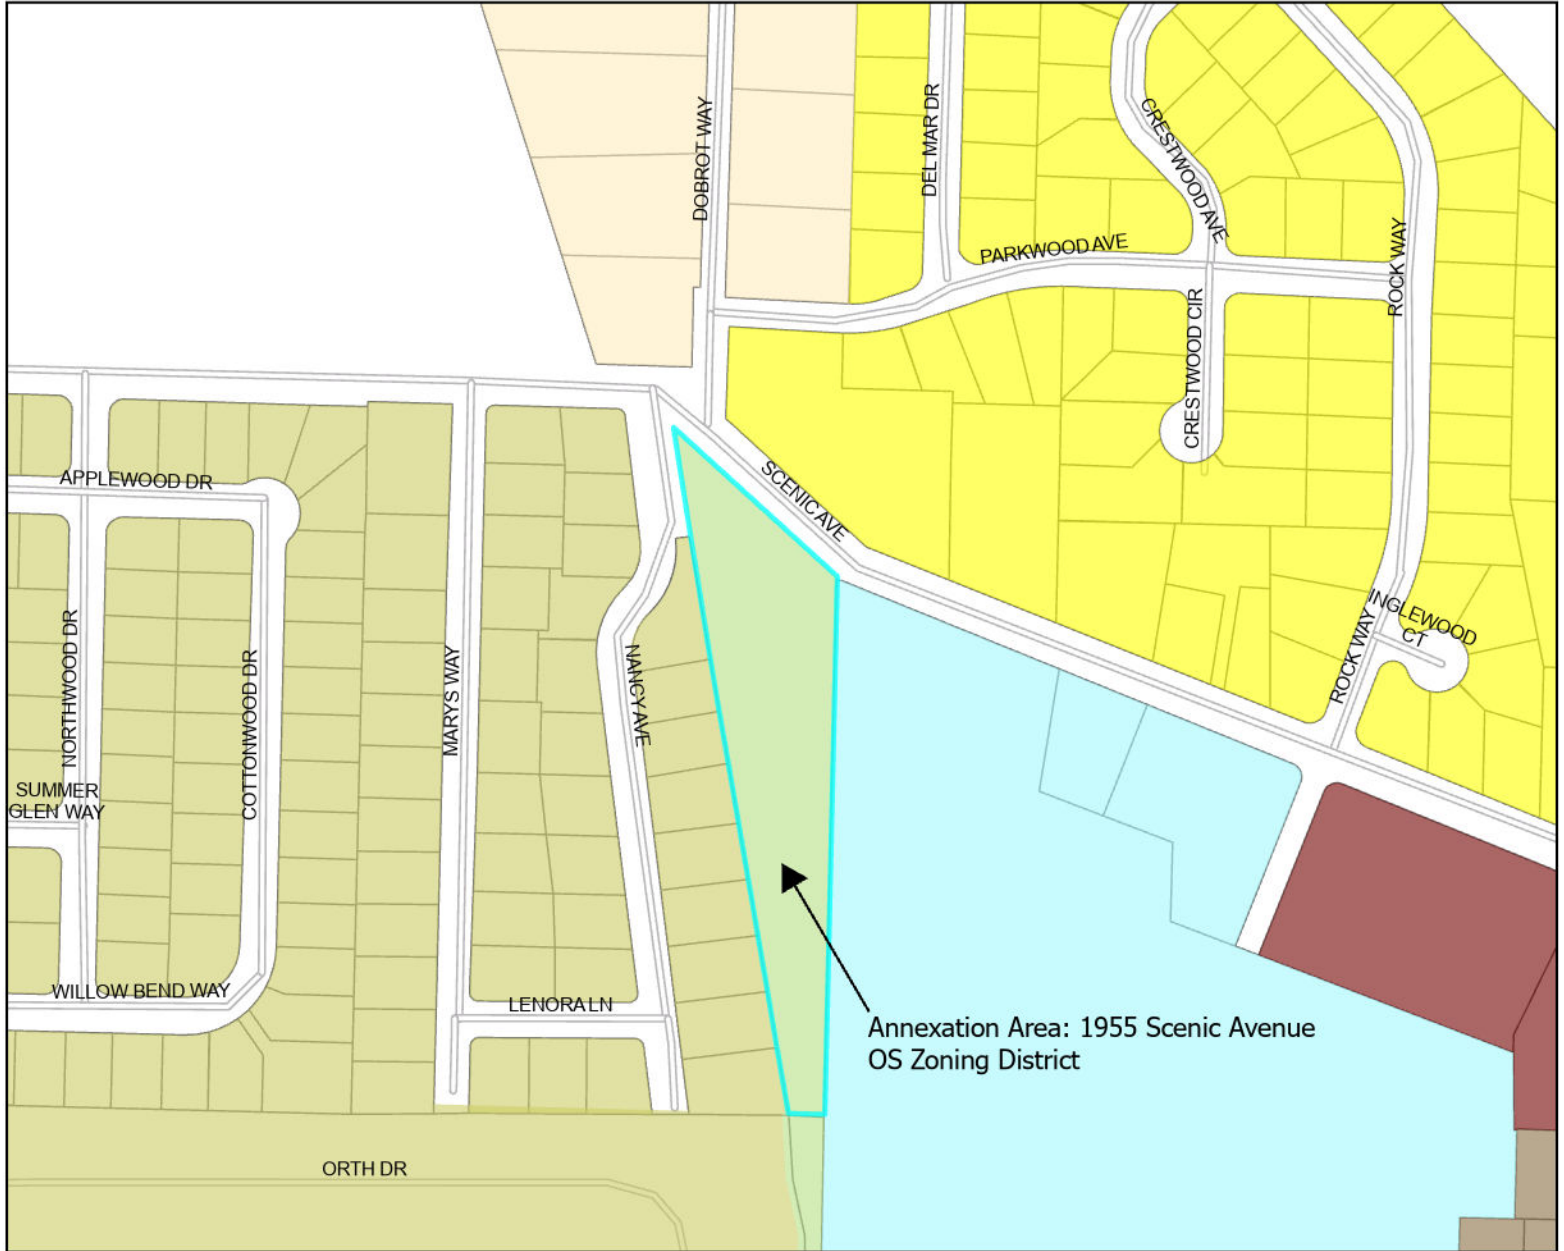 DOBROT WAY
DEL MAR DR
CRESTWOOD AVE
PARKWOOD AVE
ROCK WAY
CRESTWOOD CIR
SCENIC AVE
APPLEWOOD DR
INGLEWOOD
CT
ROCK WAY
NORTHWOOD DR
COTTONWOOD DR
MARYS WAY
NANCY AVE
SUMMER
GLEN WAY
WILLOW BEND WAY
LENORA LN
Annexation Area: 1955 Scenic Avenue
OS Zoning District
ORTH DR